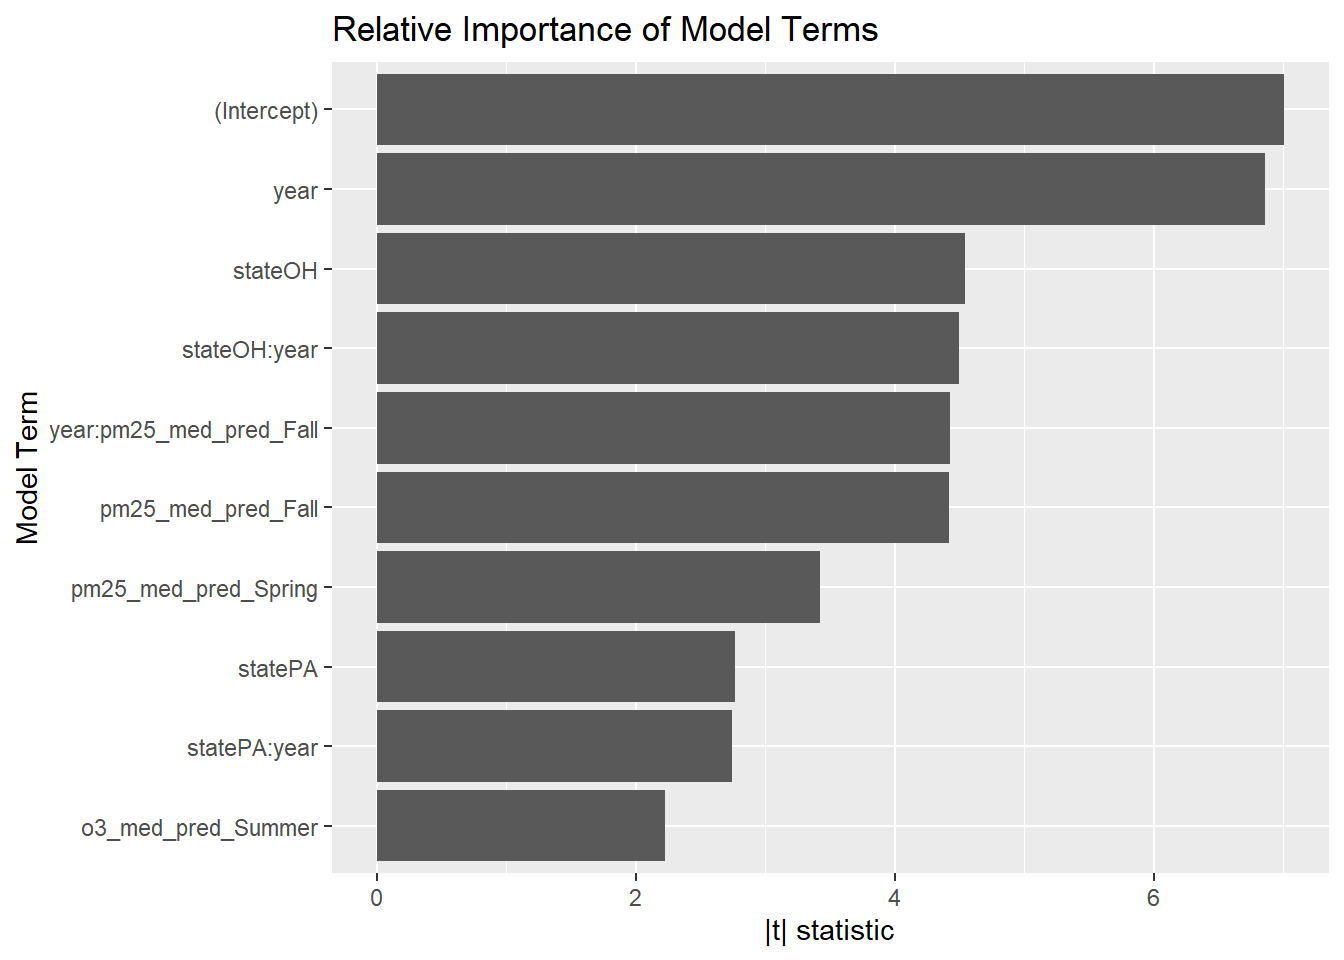 Relative Importance of Model Terms
(Intercept)
year
stateOH
stateOH:year
year:pm25_med_pred_Fall
pm25_med_pred_Fall
pm25_med_pred_Spring
statePA
statePA:year
o3_med_pred_Summer
Model Term
0 2 4 6
|t| statistic